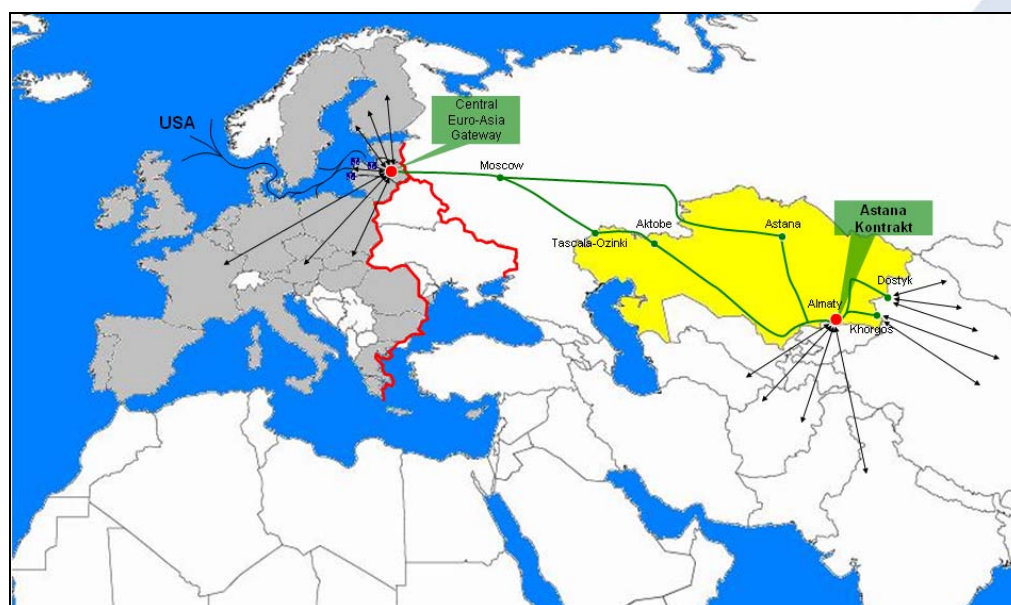 USA
Central
Euro-Asia
Gateway
Moscow
Tascala-Ozinki
Aktobe
Astana
Astana
Kontrakt
Dostyk
Almaty
Khorgos